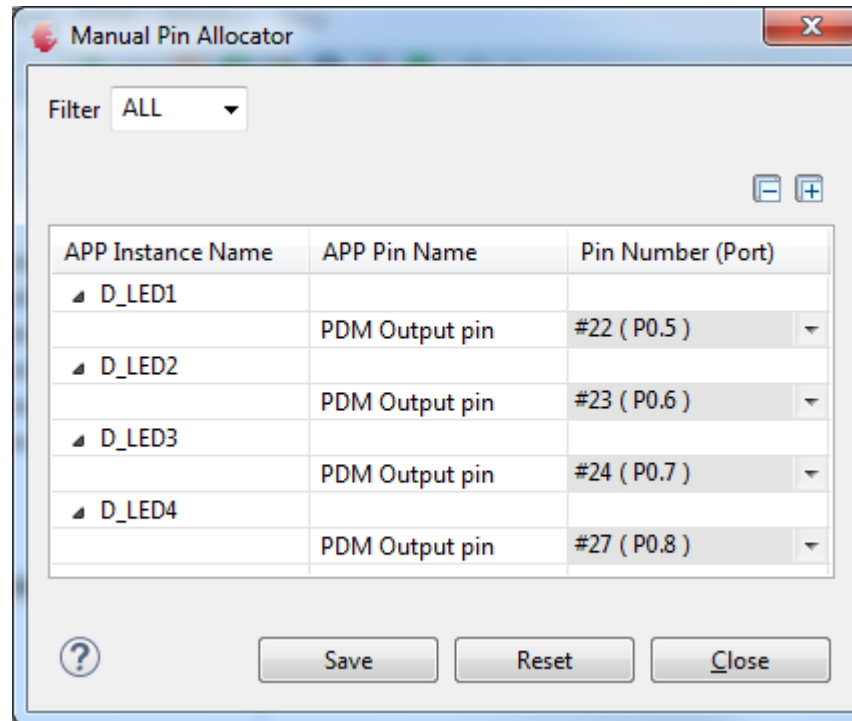 Manual Pin Allocator
Filter ALL
APP Instance Name APP Pin Name Pin Number (Port)
D_LED1
PDM Output pin #22 ( P0.5 )
D_LED2
PDM Output pin #23 ( P0.6 )
D_LED3
PDM Output pin #24 ( P0.7 )
D_LED4
PDM Output pin #27 ( P0.8 )
? Save Reset Close